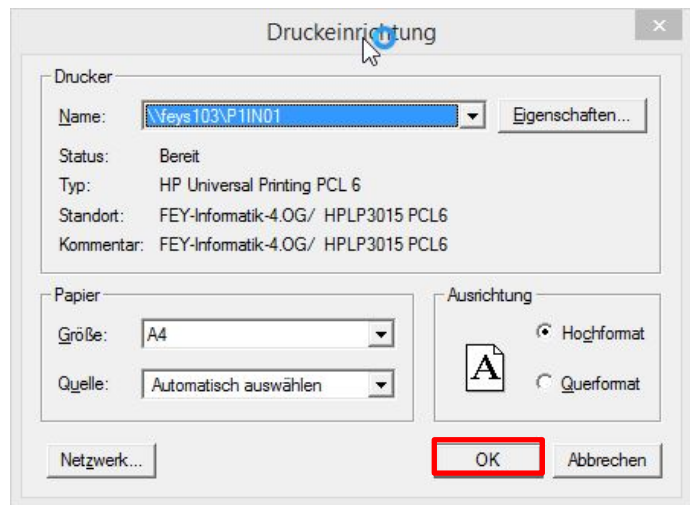 Druckeinrichtung
Drucker
Name: \\feys103\P1IN01 Eigenschaften...
Status: Bereit
Typ: HP Universal Printing PCL 6
Standort: FEY-Informatik-4.OG/ HPLP3015 PCL6
Kommentar: FEY-Informatik-4.OG/ HPLP3015 PCL6
Papier
Größe: A4
Quelle: Automatisch auswählen
Ausrichtung
A
Hochformat
Querformat
Netzwerk... OK Abbrechen